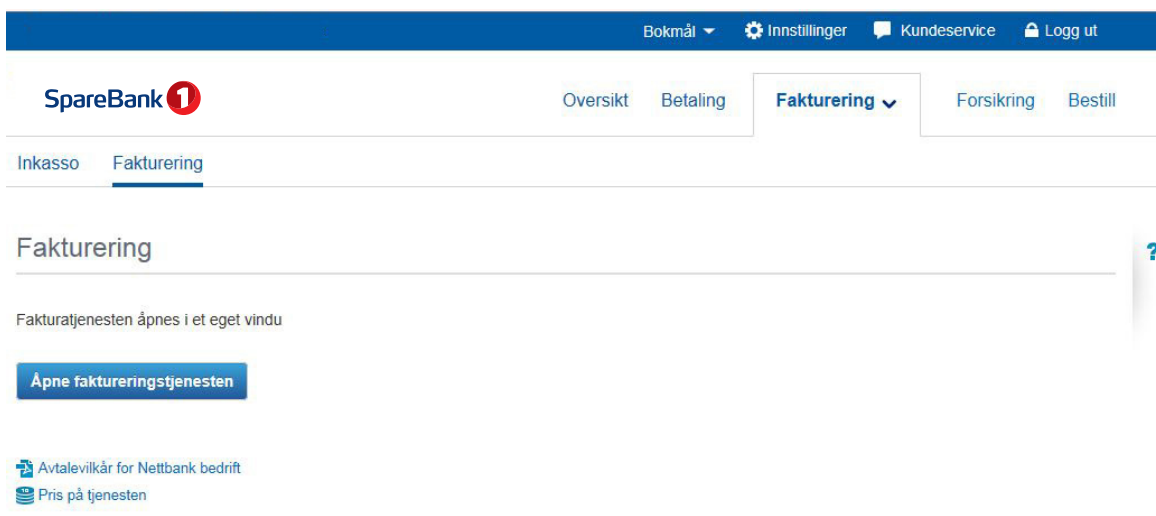 Bokmål Innstillinger Kundeservice Logg ut
SpareBank 1
Oversikt Betaling Fakturering Forsikring Bestill
Inkasso Fakturering
Fakturering
?
Fakturatjenesten åpnes i et eget vindu
Åpne faktureringstjenesten
Avtalevilkår for Nettbank bedrift
Pris på tjenesten